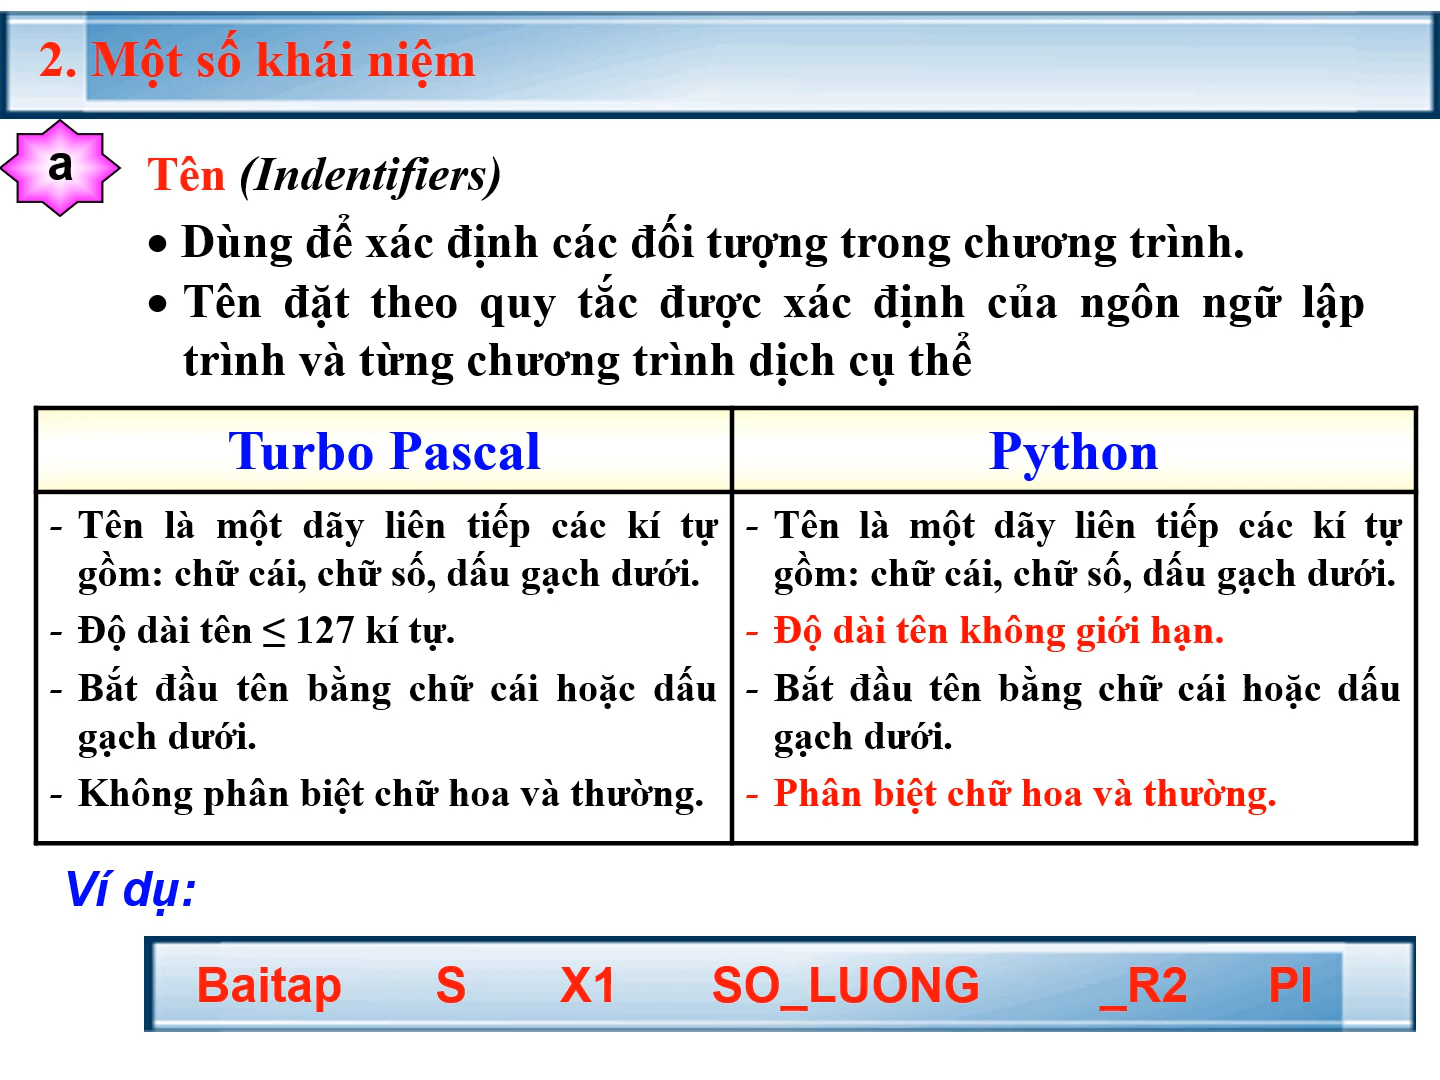 2. Một số khái niệm
a
Tên (Indentifiers)
• Dùng để xác định các đối tượng trong chương trình.
• Tên đặt theo quy tắc được xác định của ngôn ngữ lập
trình và từng chương trình dịch cụ thể
Turbo Pascal
- Tên là một dãy liên tiếp các kí tự
gồm: chữ cái, chữ số, dấu gạch dưới.
- Độ dài tên ≤ 127 kí tự.
- Bắt đầu tên bằng chữ cái hoặc dấu
gạch dưới.
- Không phân biệt chữ hoa và thường.
Python
- Tên là một dãy liên tiếp các kí tự
gồm: chữ cái, chữ số, dấu gạch dưới.
- Độ dài tên không giới hạn.
- Bắt đầu tên bằng chữ cái hoặc dấu
gạch dưới.
- Phân biệt chữ hoa và thường.
Ví dụ:
Baitap S X1 SO_LUONG _R2 PI